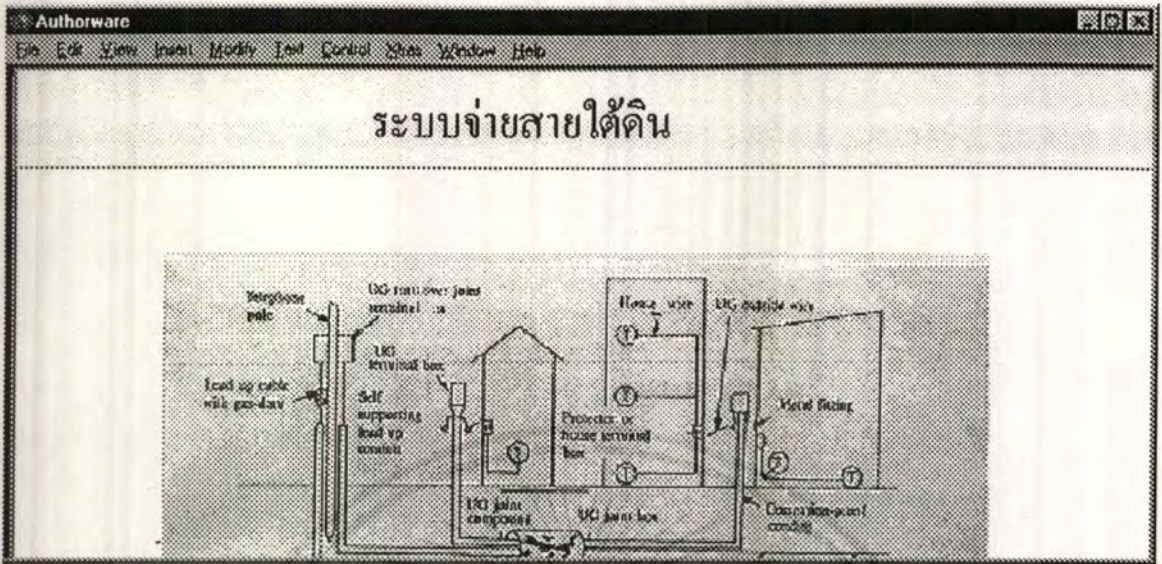 Authorware
File Edit View Insert Modify Text Control Xtras Window Help
ระบบจ่ายสายใต้ดิน
Telephone
pole
UG
terminal box
Lead up cable
with gas-dam
Self
supporting
lead up
House wire
UG outside wire
Metal fitting
Protector or
house terminal
box
UG joint
UG joint box
Corrosion-proof
conduit
T
T
T
T
T
T